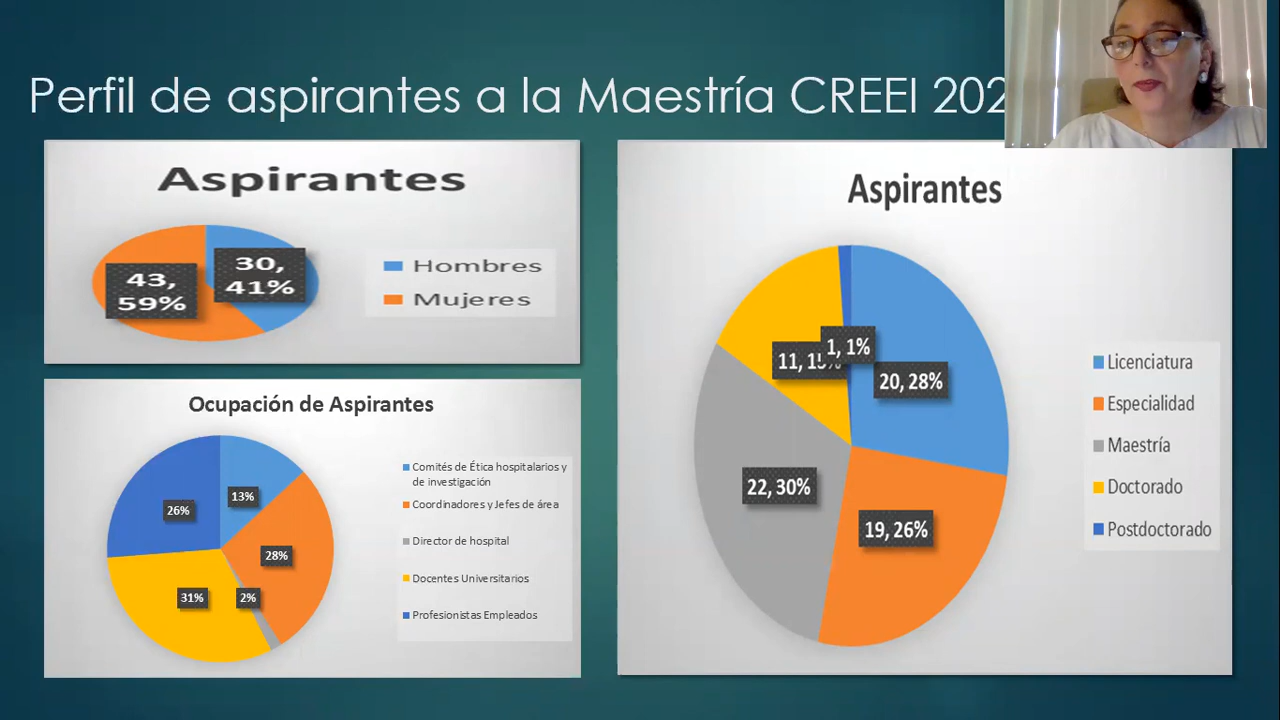 Perfil de aspirantes a la Maestría CREEI
Aspirantes
43,
59%
30,
41%
Hombres
Mujeres
Ocupación de Aspirantes
13%
28%
2%
31%
26%
Comités de Ética hospitalarios y
de investigación
Coordinadores y Jefes de área
Director de hospital
Docentes Universitarios
Profesionistas Empleados
Aspirantes
11,
1, 1%
20, 28%
22, 30%
19, 26%
Licenciatura
Especialidad
Maestría
Doctorado
Postdoctorado